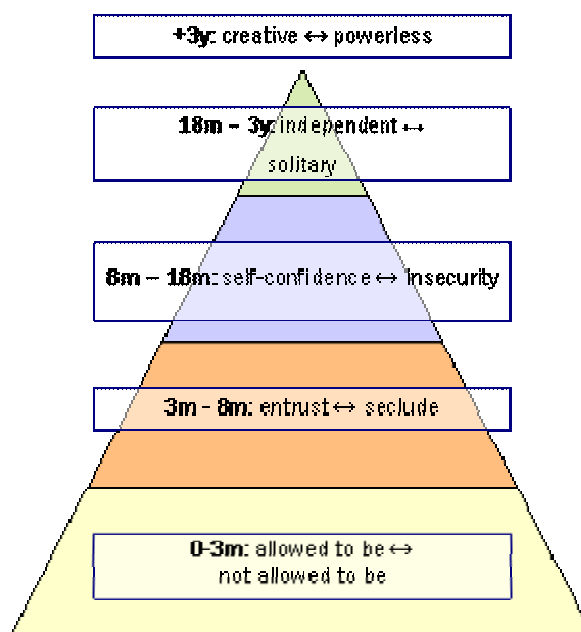 +3y: creative ↔ powerless
18m – 3y: independent ↔
solitary
8m – 18m: self-confidence ↔ insecurity
3m - 8m: entrust ↔ seclude
0-3m: allowed to be ↔
not allowed to be